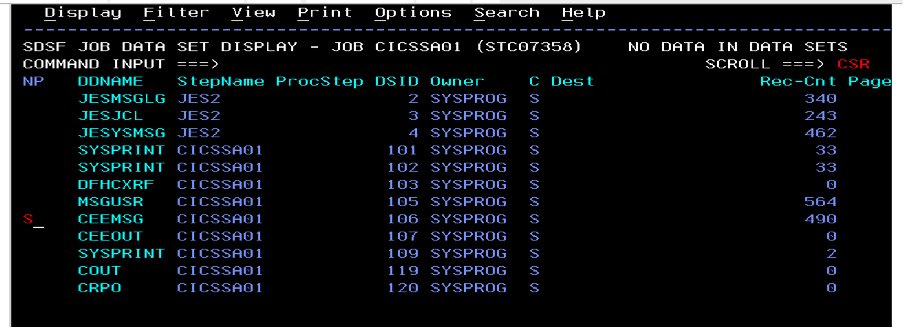 Display Filter View Print Options Search Help
SDSF JOB DATA SET DISPLAY - JOB CICSSA01 (STC07358) NO DATA IN DATA SETS
COMMAND INPUT ===> SCROLL ===> CSR
NP DDNAME StepName ProcStep DSID Owner C Dest Rec-Cnt Page
JESMSGLG JES2 2 SYSPROG S 340
JESJCL JES2 3 SYSPROG S 243
JESYSMSG JES2 4 SYSPROG S 462
SYSPRINT CICSSA01 101 SYSPROG S 33
SYSPRINT CICSSA01 102 SYSPROG S 33
DFHCXRF CICSSA01 103 SYSPROG S 0
MSGUSR CICSSA01 105 SYSPROG S 564
S_ CEEMSG CICSSA01 106 SYSPROG S 490
CEEOUT CICSSA01 107 SYSPROG S 0
SYSPRINT CICSSA01 109 SYSPROG S 2
COUT CICSSA01 119 SYSPROG S 0
CRPO CICSSA01 120 SYSPROG S 0